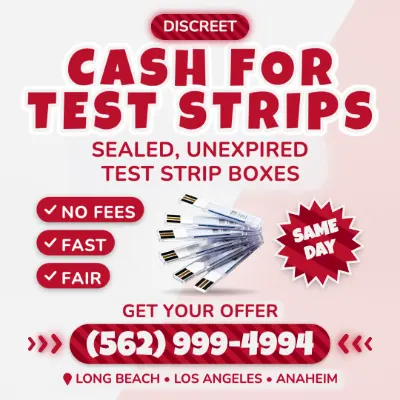 DISCREET
CASH FOR
TEST STRIPS
SEALED, UNEXPIRED
TEST STRIP BOXES
NO FEES
FAST
FAIR
SAME
DAY
GET YOUR OFFER
(562) 999-4994
LONG BEACH • LOS ANGELES • ANAHEIM